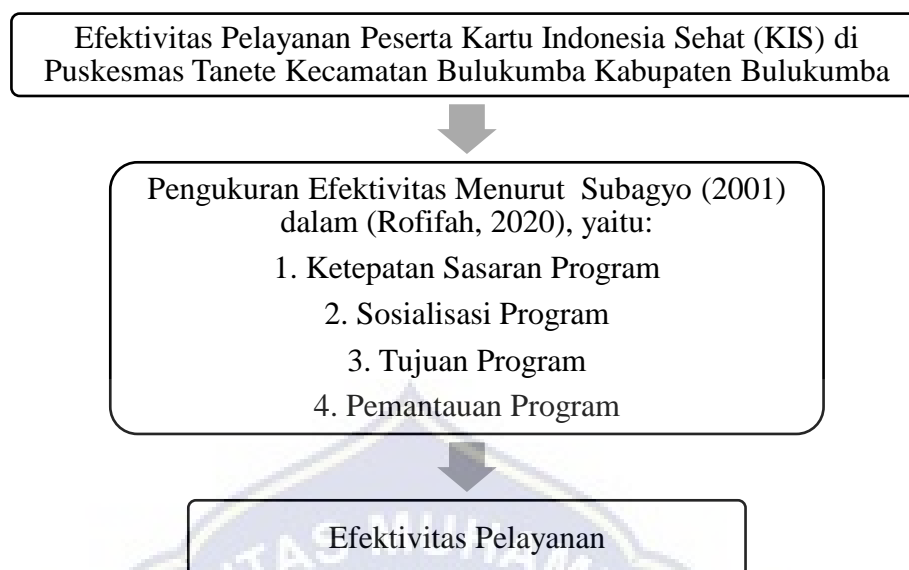 Efektivitas Pelayanan Peserta Kartu Indonesia Sehat (KIS) di
Puskesmas Tanete Kecamatan Bulukumba Kabupaten Bulukumba
Pengukuran Efektivitas Menurut Subagyo (2001)
dalam (Rofifah, 2020), yaitu:
1. Ketepatan Sasaran Program
2. Sosialisasi Program
3. Tujuan Program
4. Pemantauan Program
Efektivitas Pelayanan